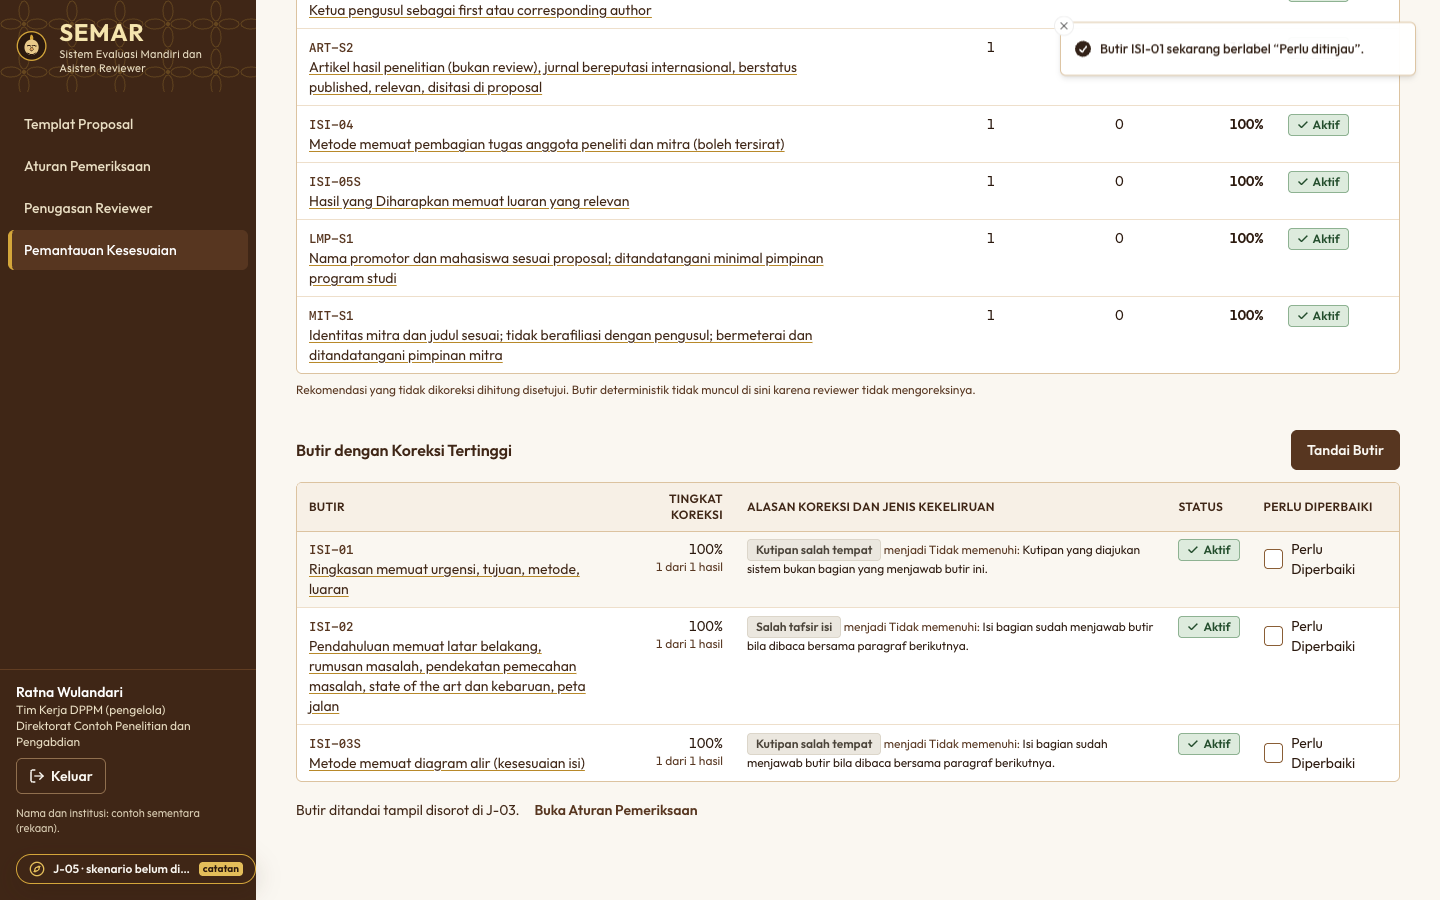 SEMAR
Sistem Evaluasi Mandiri dan
Asisten Reviewer
Templat Proposal
Aturan Pemeriksaan
Penugasan Reviewer
Pemantauan Kesesuaian
Ratna Wulandari
Tim Kerja DPPM (pengelola)
Direktorat Contoh Penelitian dan
Pengabdian
Keluar
Nama dan institusi: contoh sementara
(rekaan).
J-05 · skenario belum di... catatan
Ketua pengusul sebagai first atau corresponding author
Butir ISI-01 sekarang berlabel “Perlu ditinjau”.
ART-S2 1
Artikel hasil penelitian (bukan review), jurnal bereputasi internasional, berstatus
published, relevan, disitasi di proposal
ISI-04 1 0 100% Aktif
Metode memuat pembagian tugas anggota peneliti dan mitra (boleh tersirat)
ISI-05S 1 0 100% Aktif
Hasil yang Diharapkan memuat luaran yang relevan
LMP-S1 1 0 100% Aktif
Nama promotor dan mahasiswa sesuai proposal; ditandatangani minimal pimpinan
program studi
MIT-S1 1 0 100% Aktif
Identitas mitra dan judul sesuai; tidak berafiliasi dengan pengusul; bermeterai dan
ditandatangani pimpinan mitra
Rekomendasi yang tidak dikoreksi dihitung disetujui. Butir deterministik tidak muncul di sini karena reviewer tidak mengoreksinya.
Butir dengan Koreksi Tertinggi
Tandai Butir
BUTIR
TINGKAT
KOREKSI
ALASAN KOREKSI DAN JENIS KEKELIRUAN
STATUS
PERLU DIPERBAIKI
ISI-01
Ringkasan memuat urgensi, tujuan, metode,
luaran
100%
1 dari 1 hasil
Kutipan salah tempat menjadi Tidak memenuhi: Kutipan yang diajukan
sistem bukan bagian yang menjawab butir ini.
Aktif
Perlu
Diperbaiki
ISI-02
Pendahuluan memuat latar belakang,
rumusan masalah, pendekatan pemecahan
masalah, state of the art dan kebaruan, peta
jalan
100%
1 dari 1 hasil
Salah tafsir isi menjadi Tidak memenuhi: Isi bagian sudah menjawab butir
bila dibaca bersama paragraf berikutnya.
Aktif
Perlu
Diperbaiki
ISI-03S
Metode memuat diagram alir (kesesuaian isi)
100%
1 dari 1 hasil
Kutipan salah tempat menjadi Tidak memenuhi: Isi bagian sudah
menjawab butir bila dibaca bersama paragraf berikutnya.
Aktif
Perlu
Diperbaiki
Butir ditandai tampil disorot di J-03. Buka Aturan Pemeriksaan